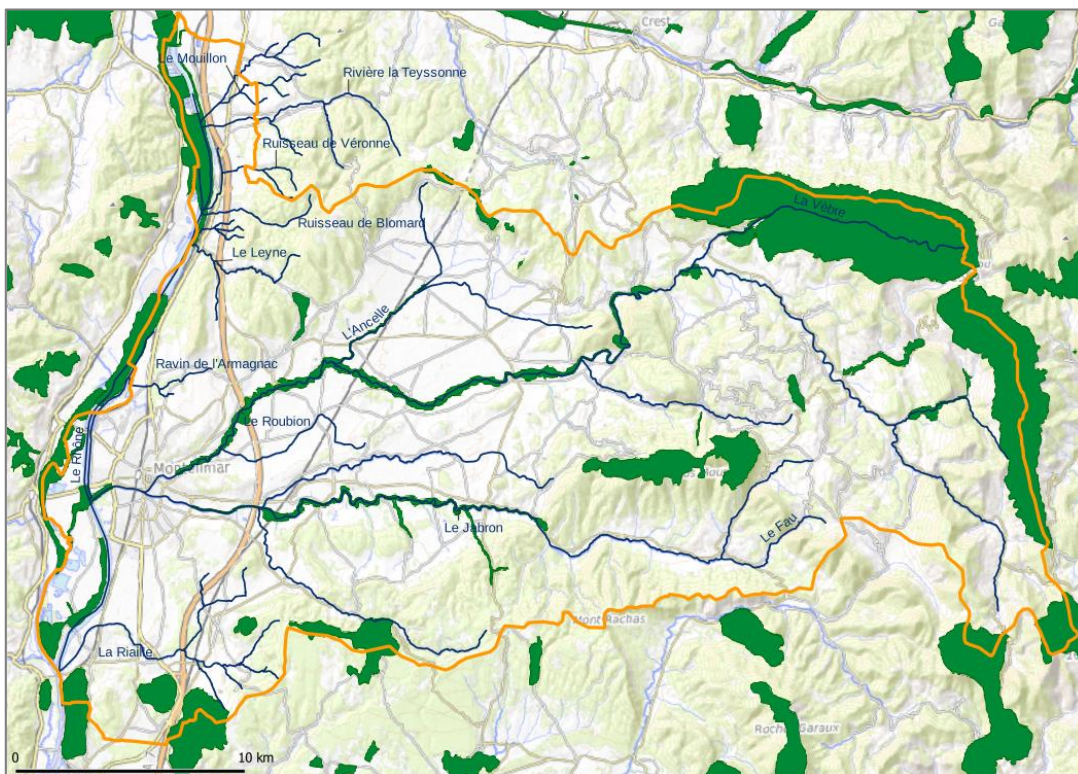 Crest
Le Mouillon
Rivière la Teyssonne
Ruisseau de Véronne
La Vèbre
Ruisseau de Blomard
Le Leyne
L'Ancelle
Ravin de l'Armagnac
Le Roubion
Le Rhône
Montélimar
Le Jabron
Le Fau
Mont Rachas
La Riaille
Roche Garaux
0 10 km